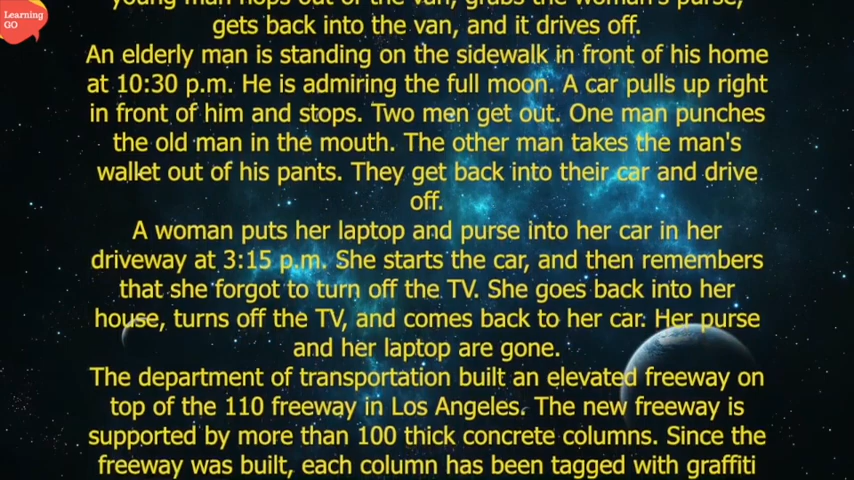 Learning
GO
young man hops out of the van, grabs the woman's purse,
gets back into the van, and it drives off.
An elderly man is standing on the sidewalk in front of his home
at 10:30 p.m. He is admiring the full moon. A car pulls up right
in front of him and stops. Two men get out. One man punches
the old man in the mouth. The other man takes the man's
wallet out of his pants. They get back into their car and drive
off.
A woman puts her laptop and purse into her car in her
driveway at 3:15 p.m. She starts the car, and then remembers
that she forgot to turn off the TV. She goes back into her
house, turns off the TV, and comes back to her car. Her purse
and her laptop are gone.
The department of transportation built an elevated freeway on
top of the 110 freeway in Los Angeles. The new freeway is
supported by more than 100 thick concrete columns. Since the
freeway was built, each column has been tagged with graffiti